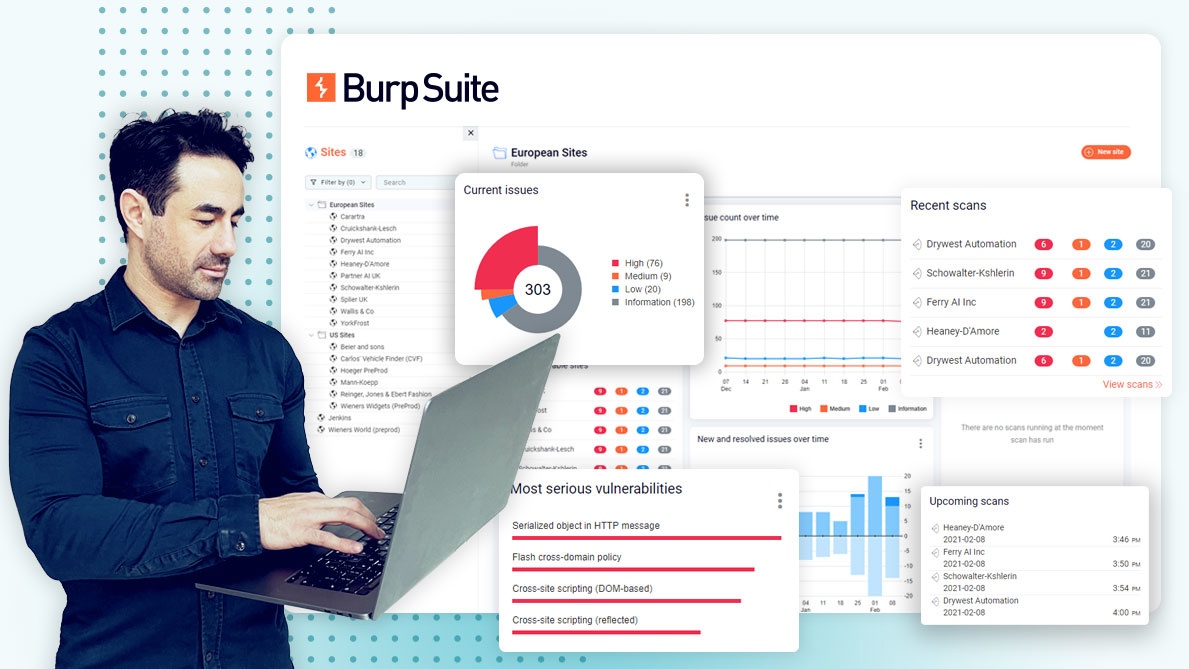 Burp Suite
Sites 18
Filter by (0)
Search
European Sites
Carartra
Cruickshank-Lesch
Drywest Automation
Ferry AI Inc
Heaney-D'Amore
Partner AI UK
Schowalter-Kshlerin
Splier UK
Wallis & Co
YorkFrost
US Sites
Beier and sons
Carlos' Vehicle Finder (CVF)
Hoeger PreProd
Mann-Koepp
Reinger, Jones & Ebert Fashion
Wieners Widgets (PreProd)
Jenkins
Wieners World (preprod)
European Sites
Folder
New site
Current issues
303
High (76)
Medium (9)
Low (20)
Information (198)
sue count over time
200
150
100
50
0
07 14 21 28 04 11 18 25 01
Dec Jan Feb
High Medium Low Information
able sites
9 1 2 21
ost 9 1 2 21
s & Co 9 1 2 21
uickshank-Lesch 9 1 2 21
Schowalter-Kshlerin 9 1 2 21
Recent scans
Drywest Automation 6 1 2 20
Schowalter-Kshlerin 9 1 2 21
Ferry AI Inc 9 1 2 21
Heaney-D'Amore 2 2 11
Drywest Automation 6 1 2 20
View scans
There are no scans running at the moment
scan has run
New and resolved issues over time
20
15
10
5
0
-5
-10
-15
-20
04 11 18 25 01 08
Jan Feb
Most serious vulnerabilities
Serialized object in HTTP message
Flash cross-domain policy
Cross-site scripting (DOM-based)
Cross-site scripting (reflected)
Upcoming scans
Heaney-D'Amore
2021-02-08 3:46 PM
Ferry AI Inc
2021-02-08 3:50 PM
Schowalter-Kshlerin
2021-02-08 3:54 PM
Drywest Automation
2021-02-08 4:00 PM